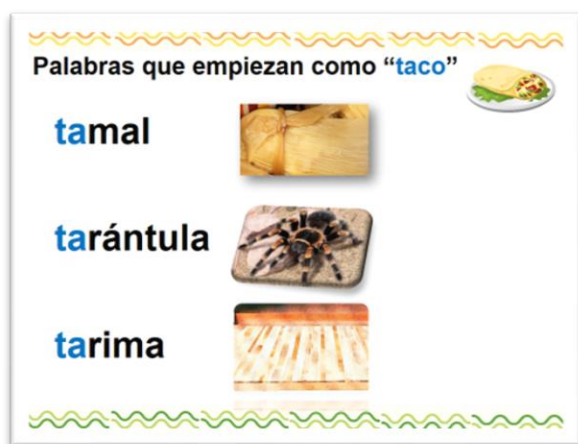 Palabras que empiezan como “taco”
tamal
tarántula
tarima